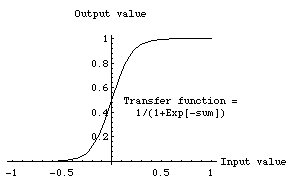 Output value
1
0.8
0.6
0.4
Transfer function =
1/(1+Exp[-sum])
0.2
-1 -0.5 0.5 1 Input value